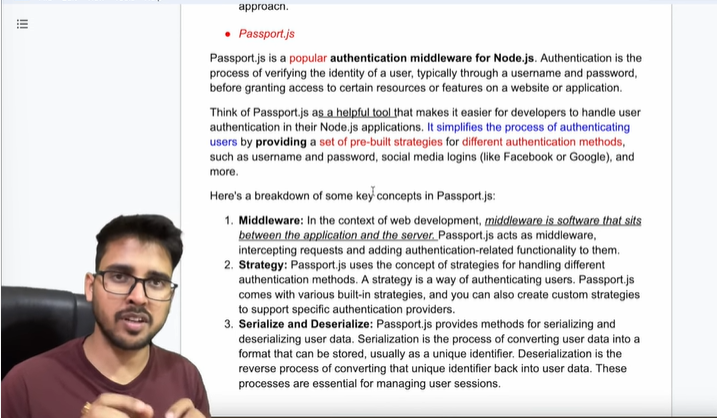 approach.
Passport.js
Passport.js is a popular authentication middleware for Node.js. Authentication is the
process of verifying the identity of a user, typically through a username and password,
before granting access to certain resources or features on a website or application.
Think of Passport.js as a helpful tool that makes it easier for developers to handle user
authentication in their Node.js applications. It simplifies the process of authenticating
users by providing a set of pre-built strategies for different authentication methods,
such as username and password, social media logins (like Facebook or Google), and
more.
Here's a breakdown of some key concepts in Passport.js:
1. Middleware: In the context of web development, middleware is software that sits
between the application and the server. Passport.js acts as middleware,
intercepting requests and adding authentication-related functionality to them.
2. Strategy: Passport.js uses the concept of strategies for handling different
authentication methods. A strategy is a way of authenticating users. Passport.js
comes with various built-in strategies, and you can also create custom strategies
to support specific authentication providers.
3. Serialize and Deserialize: Passport.js provides methods for serializing and
deserializing user data. Serialization is the process of converting user data into a
format that can be stored, usually as a unique identifier. Deserialization is the
reverse process of converting that unique identifier back into user data. These
processes are essential for managing user sessions.